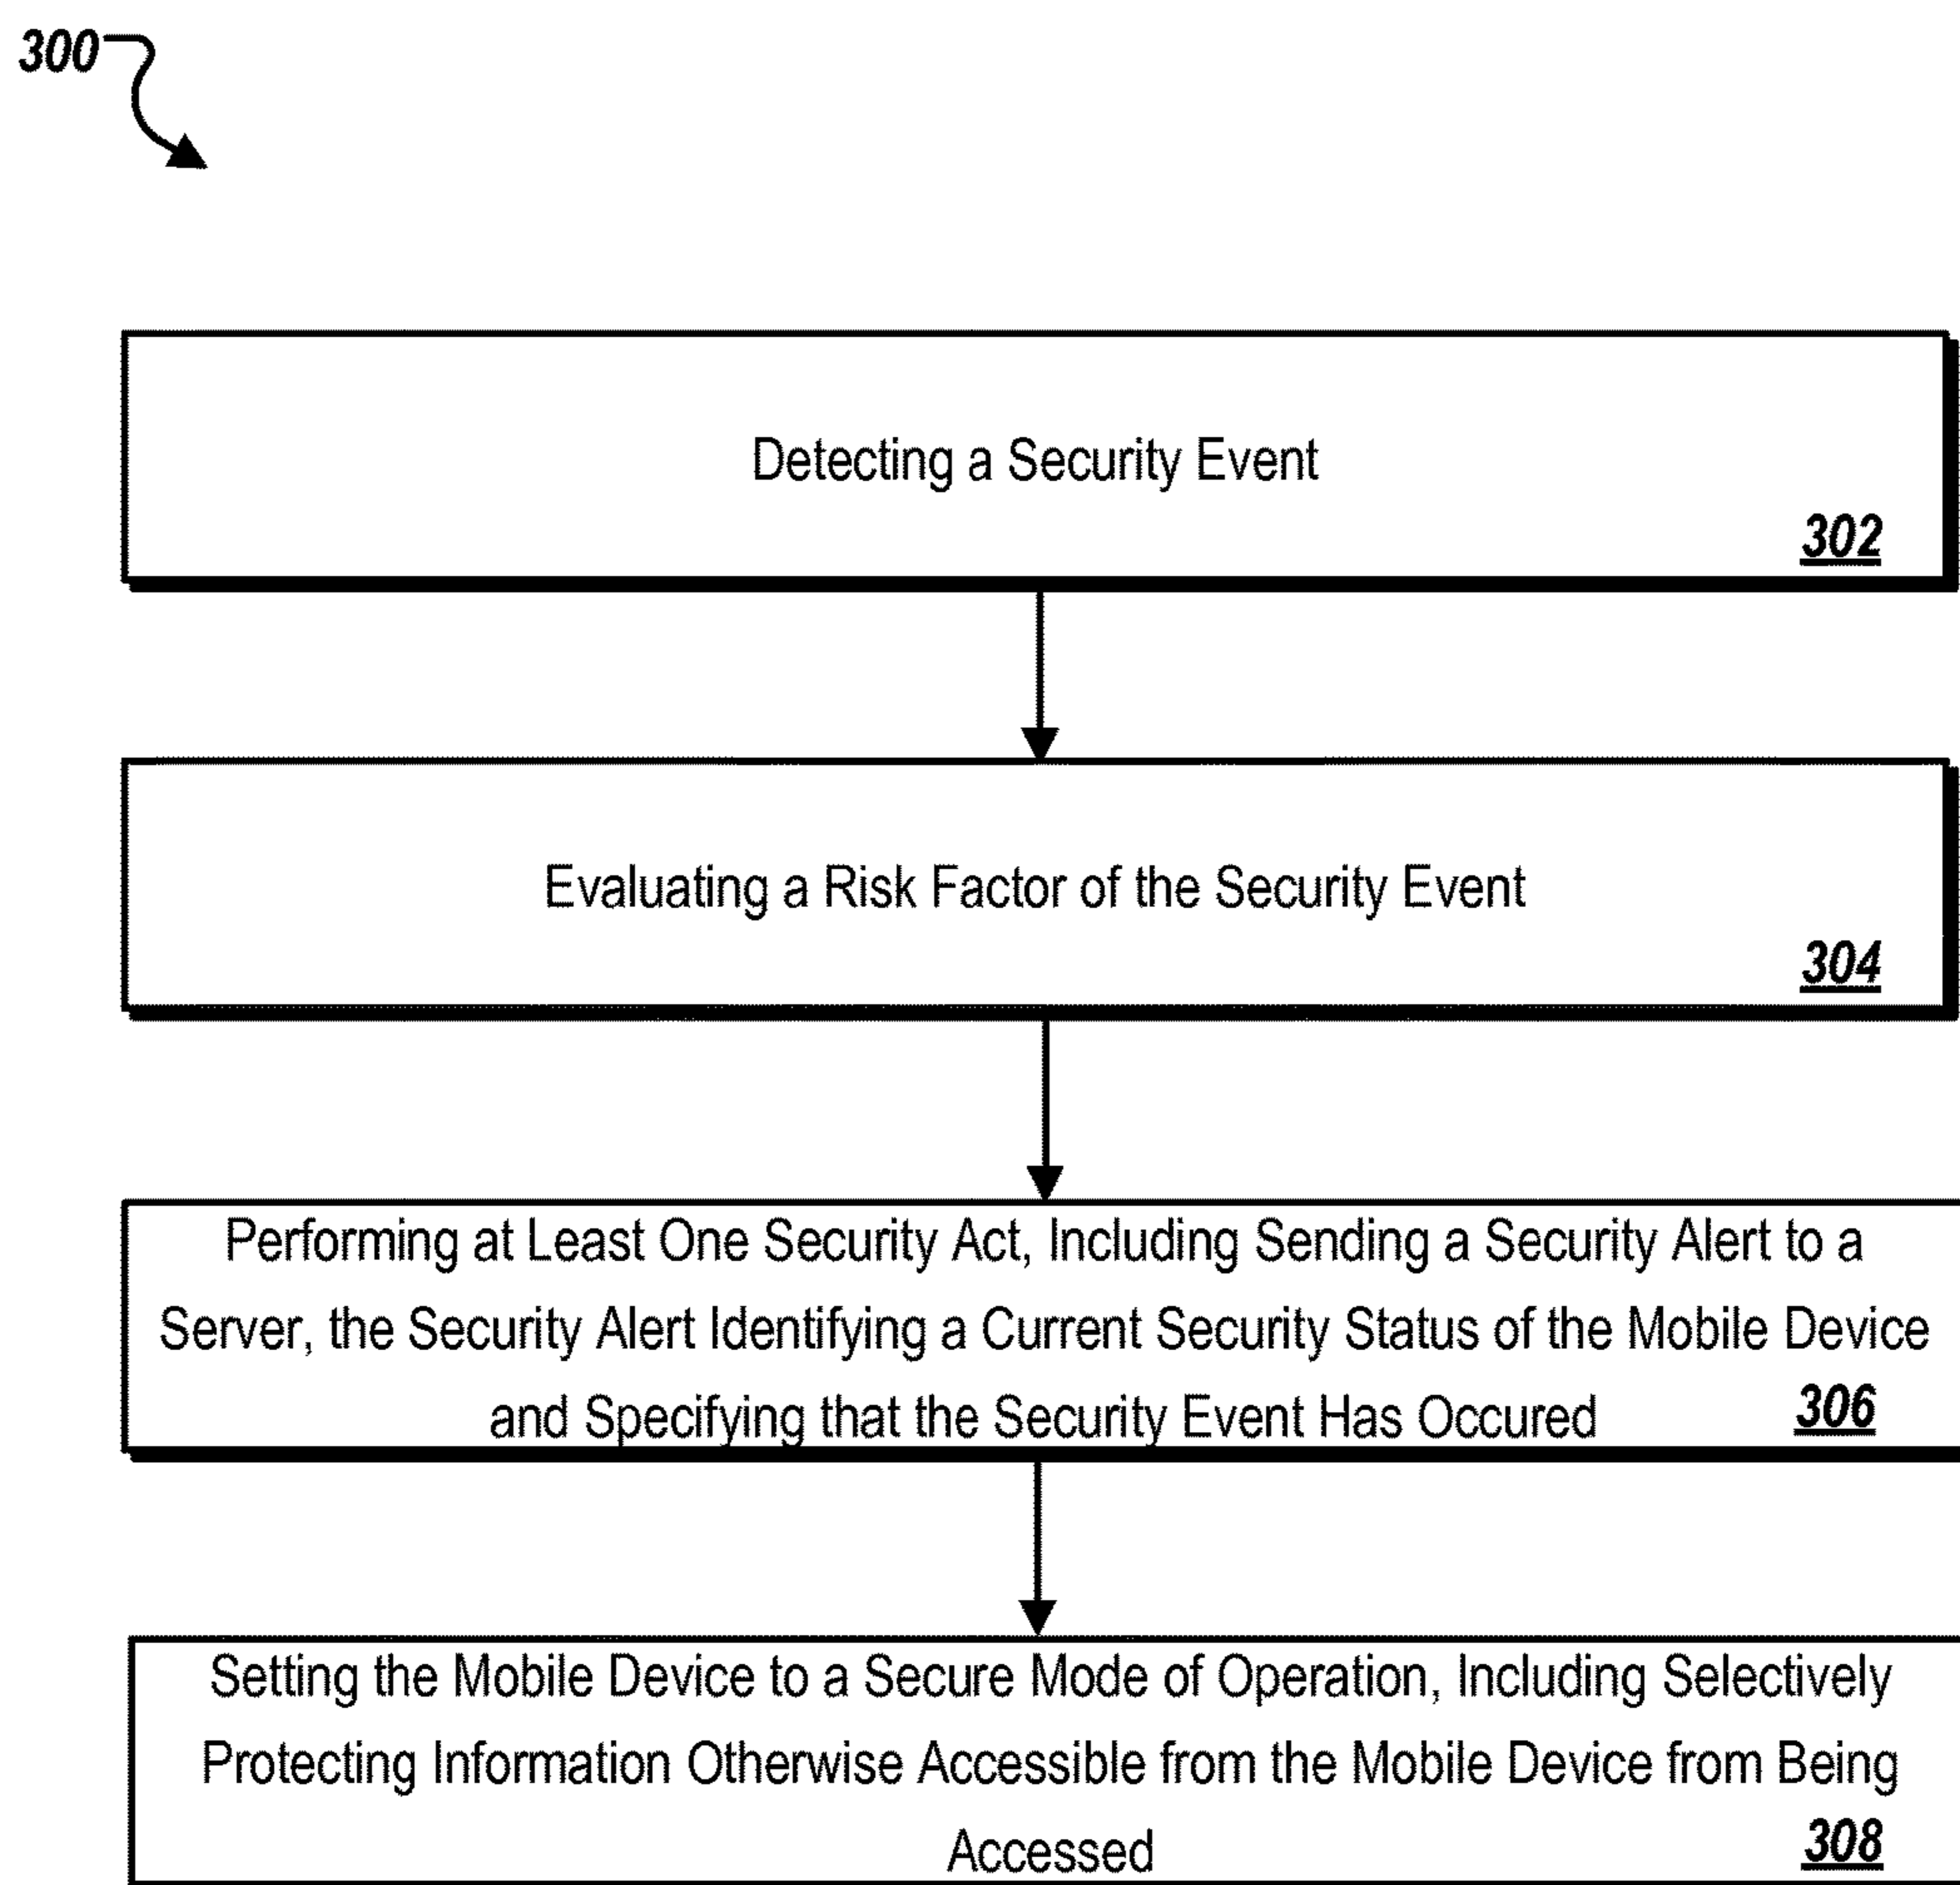 300
Detecting a Security Event
302
Evaluating a Risk Factor of the Security Event
304
Performing at Least One Security Act, Including Sending a Security Alert to a
Server, the Security Alert Identifying a Current Security Status of the Mobile Device
and Specifying that the Security Event Has Occured
306
Setting the Mobile Device to a Secure Mode of Operation, Including Selectively
Protecting Information Otherwise Accessible from the Mobile Device from Being
Accessed
308